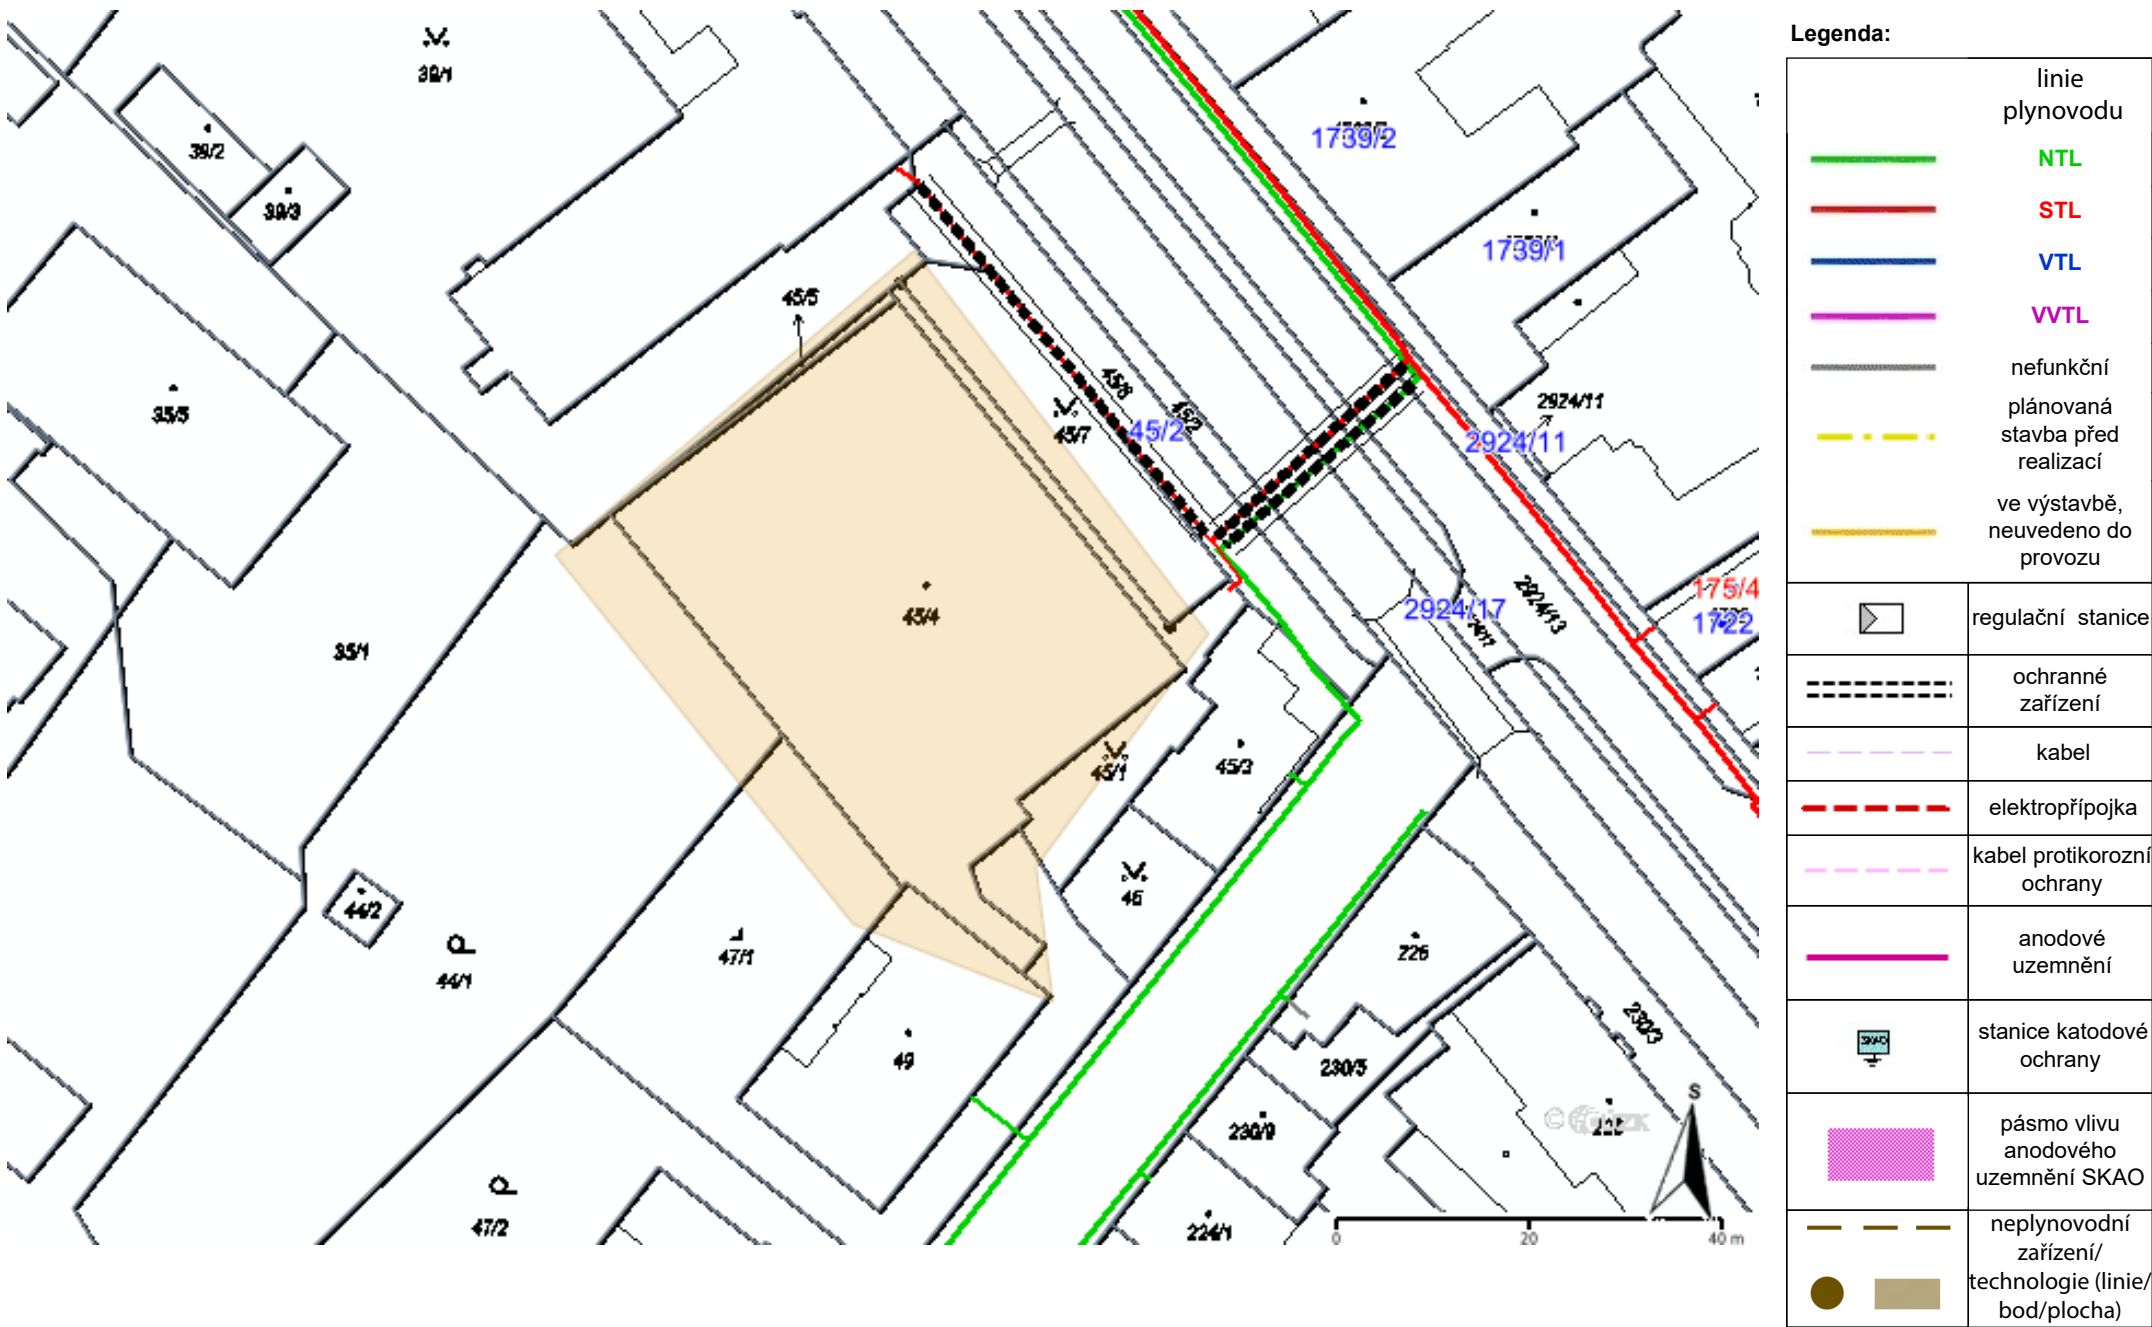 39/1
39/2
39/3
1739/2
1739/1
45/5
35/5
45/6
45/2
45/2
45/7
2924/11
2924/11
45/4
35/1
2924/17
2924/13
175/4
1722
45/1
45/3
46
44/2
44/1
47/1
49
226
230/3
230/5
230/9
47/2
224/1
S
0
20
40 m
Legenda:
linie
plynovodu
NTL
STL
VTL
VVTL
nefunkční
plánovaná
stavba před
realizací
ve výstavbě,
neuvedeno do
provozu
regulační stanice
ochranné
zařízení
kabel
elektropřípojka
kabel protikorozní
ochrany
anodové
uzemnění
SKAO
stanice katodové
ochrany
pásmo vlivu
anodového
uzemnění SKAO
neplynovodní
zařízení/
technologie (linie/
bod/plocha)